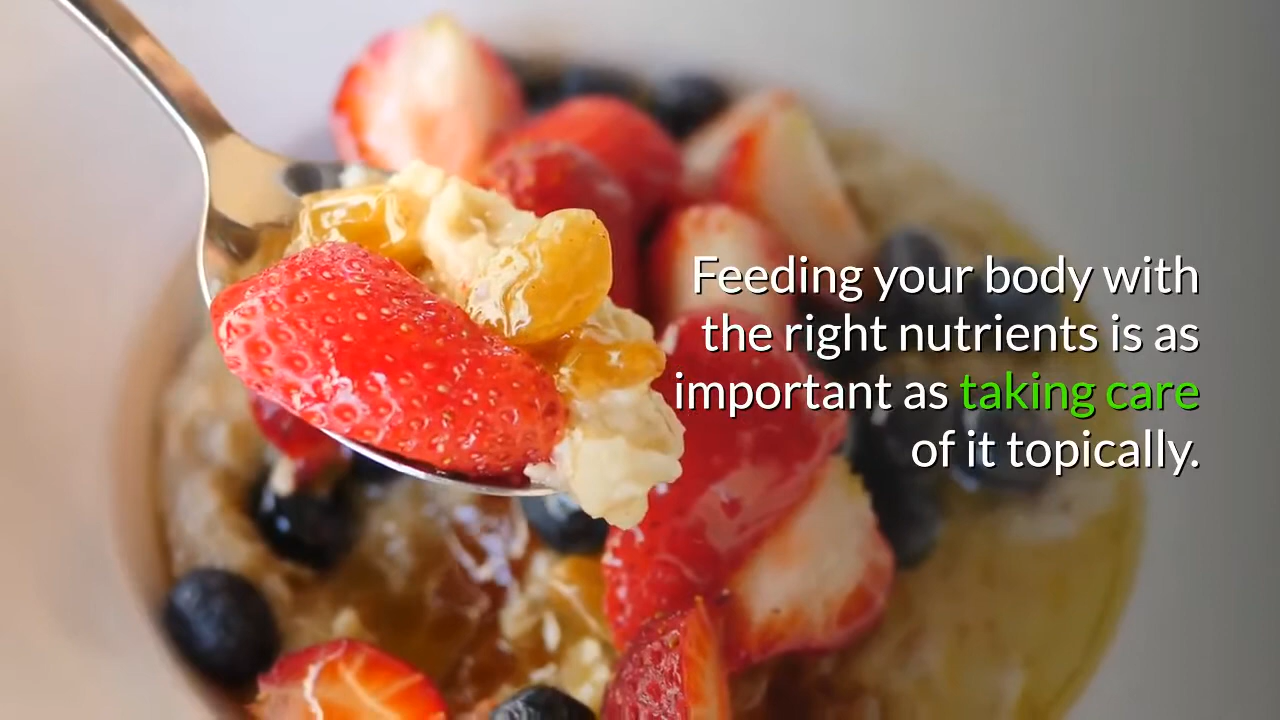 Feeding your body with
the right nutrients is as
important as taking care
of it topically.